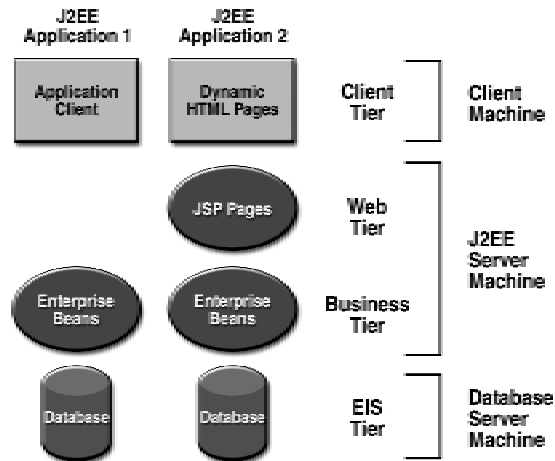 J2EE
Application 1
J2EE
Application 2
Application
Client
Dynamic
HTML Pages
Client
Tier
Client
Machine
JSP Pages
Web
Tier
J2EE
Server
Machine
Enterprise
Beans
Enterprise
Beans
Business
Tier
Database
Database
EIS
Tier
Database
Server
Machine